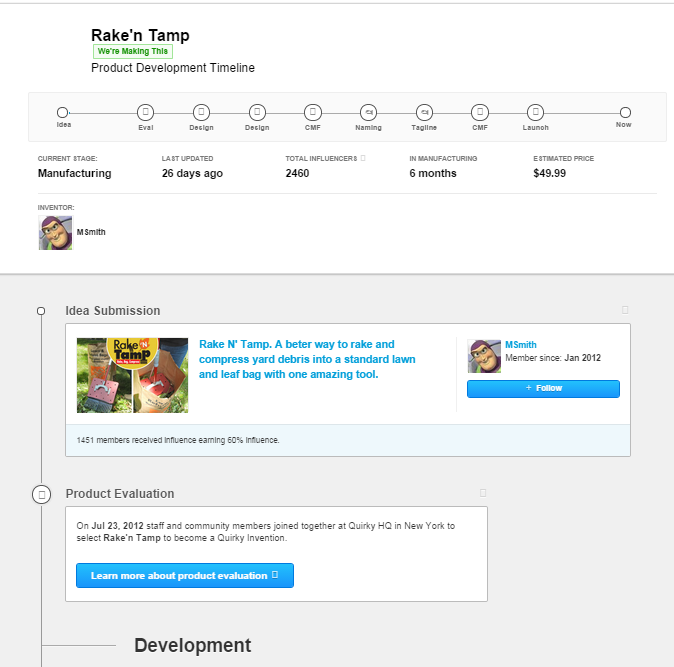 Rake'n Tamp
We're Making This
Product Development Timeline
Idea
Eval
Design
Design
CMF
Naming
Tagline
CMF
Launch
Now
CURRENT STAGE:
Manufacturing
LAST UPDATED
26 days ago
TOTAL INFLUENCERS
2460
IN MANUFACTURING
6 months
ESTIMATED PRICE
$49.99
INVENTOR:
MSmith
Idea Submission
Rake N'
Tamp
Rake N' Tamp. A beter way to rake and
compress yard debris into a standard lawn
and leaf bag with one amazing tool.
MSmith
Member since: Jan 2012
+ Follow
1451 members received influence earning 60% influence.
Product Evaluation
On Jul 23, 2012 staff and community members joined together at Quirky HQ in New York to
select Rake'n Tamp to become a Quirky Invention.
Learn more about product evaluation
Development